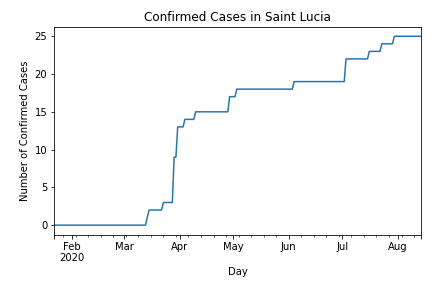 Confirmed Cases in Saint Lucia
25
20
15
10
5
0
Number of Confirmed Cases
Feb Mar Apr May Jun Jul Aug
2020
Day